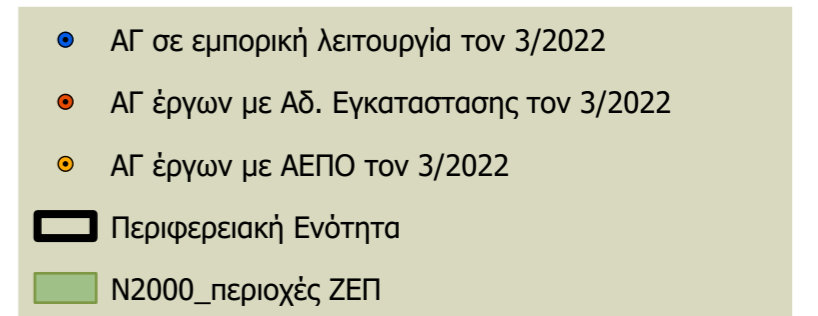 ΑΓ σε εμπορική λειτουργία τον 3/2022
ΑΓ έργων με Αδ. Εγκαταστασης τον 3/2022
ΑΓ έργων με ΑΕΠΟ τον 3/2022
Περιφερειακή Ενότητα
N2000_περιοχές ΖΕΠ